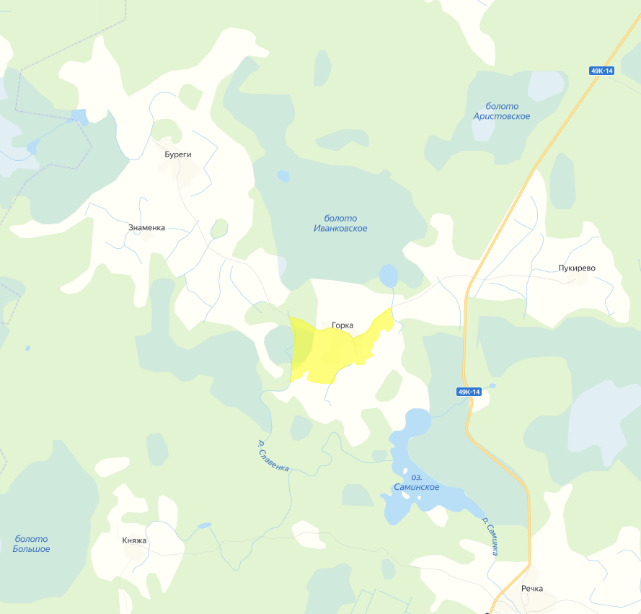 49К-14
болото
Аристовское
Буреги
болото
Иванковское
Знаменка
Пукирево
Горка
49К-14
р. Славенка
оз.
Саминское
р. Саминка
болото
Большое
Княжа
Речка